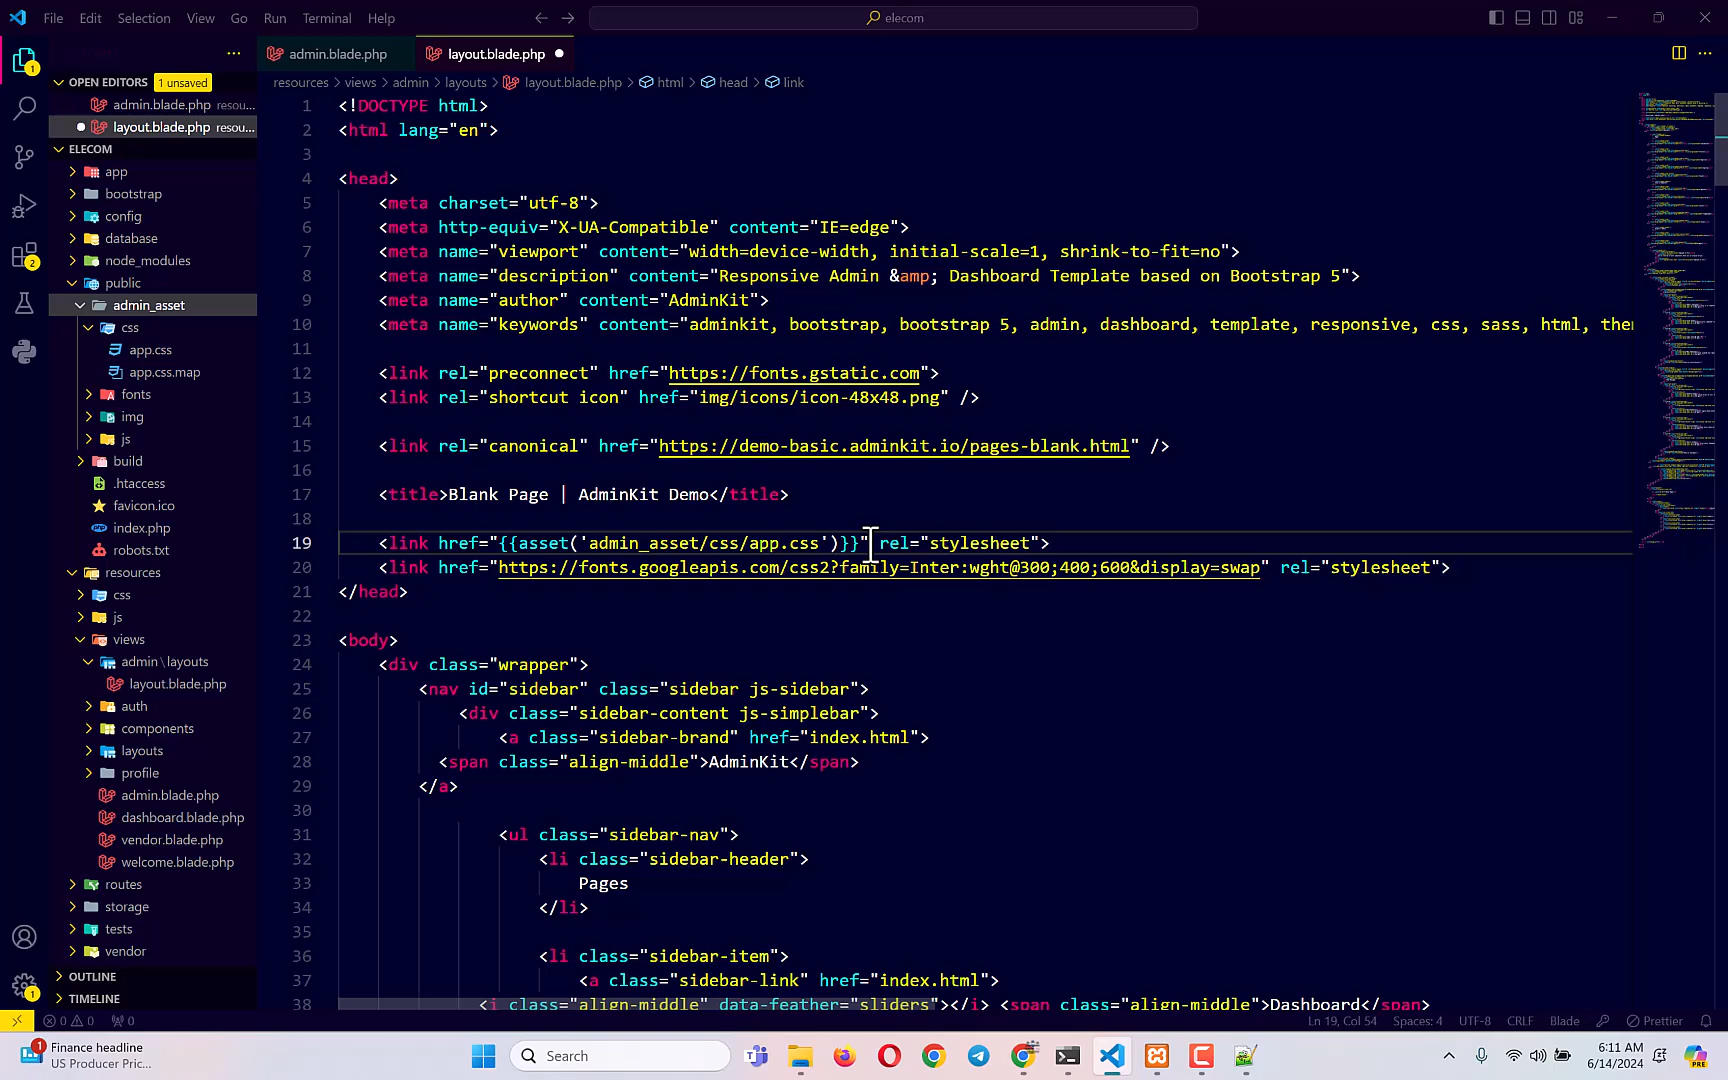 File Edit Selection View Go Run Terminal Help
elecom
admin.blade.php
layout.blade.php
resources > views > admin > layouts > layout.blade.php > html > head > link
1
OPEN EDITORS 1 unsaved
admin.blade.php resou...
layout.blade.php resou...
ELECOM
app
bootstrap
config
database
node_modules
public
admin_asset
css
app.css
app.css.map
fonts
img
js
build
.htaccess
favicon.ico
index.php
robots.txt
resources
css
js
views
admin\layouts
layout.blade.php
auth
components
layouts
profile
admin.blade.php
dashboard.blade.php
vendor.blade.php
welcome.blade.php
routes
storage
tests
vendor
OUTLINE
TIMELINE
2
1
1 <!DOCTYPE html>
2 <html lang="en">
3
4 <head>
5 <meta charset="utf-8">
6 <meta http-equiv="X-UA-Compatible" content="IE=edge">
7 <meta name="viewport" content="width=device-width, initial-scale=1, shrink-to-fit=no">
8 <meta name="description" content="Responsive Admin &amp; Dashboard Template based on Bootstrap 5">
9 <meta name="author" content="AdminKit">
10 <meta name="keywords" content="adminkit, bootstrap, bootstrap 5, admin, dashboard, template, responsive, css, sass, html, the
11
12 <link rel="preconnect" href="https://fonts.gstatic.com">
13 <link rel="shortcut icon" href="img/icons/icon-48x48.png" />
14
15 <link rel="canonical" href="https://demo-basic.adminkit.io/pages-blank.html" />
16
17 <title>Blank Page | AdminKit Demo</title>
18
19 <link href="{{asset('admin_asset/css/app.css')}}" rel="stylesheet">
20 <link href="https://fonts.googleapis.com/css2?family=Inter:wght@300;400;600&display=swap" rel="stylesheet">
21 </head>
22
23 <body>
24 <div class="wrapper">
25 <nav id="sidebar" class="sidebar js-sidebar">
26 <div class="sidebar-content js-simplebar">
27 <a class="sidebar-brand" href="index.html">
28 <span class="align-middle">AdminKit</span>
29 </a>
30
31 <ul class="sidebar-nav">
32 <li class="sidebar-header">
33 Pages
34 </li>
35
36 <li class="sidebar-item">
37 <a class="sidebar-link" href="index.html">
38 <i class="align-middle" data-feather="sliders"></i> <span class="align-middle">Dashboard</span>
0 0 0 Ln 19, Col 54 Spaces: 4 UTF-8 CRLF Blade Prettier
1 Finance headline
US Producer Pric...
Search
6:11 AM
6/14/2024
PRE